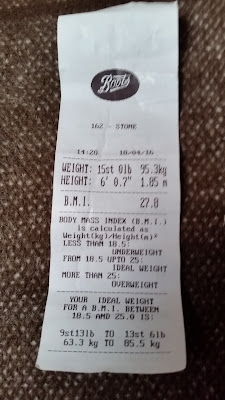 Boots
162 - STONE
14:20 18/04/16
WEIGHT: 15st 0lb 95.3kg
HEIGHT: 6' 0.7" 1.85 m
B.M.I. 27.8
BODY MASS INDEX (B.M.I.)
is calculated as
Weight(kg)/Height(m)²
LESS THAN 18.5:
UNDERWEIGHT
FROM 18.5 UPTO 25:
IDEAL WEIGHT
MORE THAN 25:
OVERWEIGHT
YOUR IDEAL WEIGHT
FOR A B.M.I. BETWEEN
18.5 AND 25.0 IS:
9st13lb TO 13st 6lb
63.3 kg TO 85.5 kg